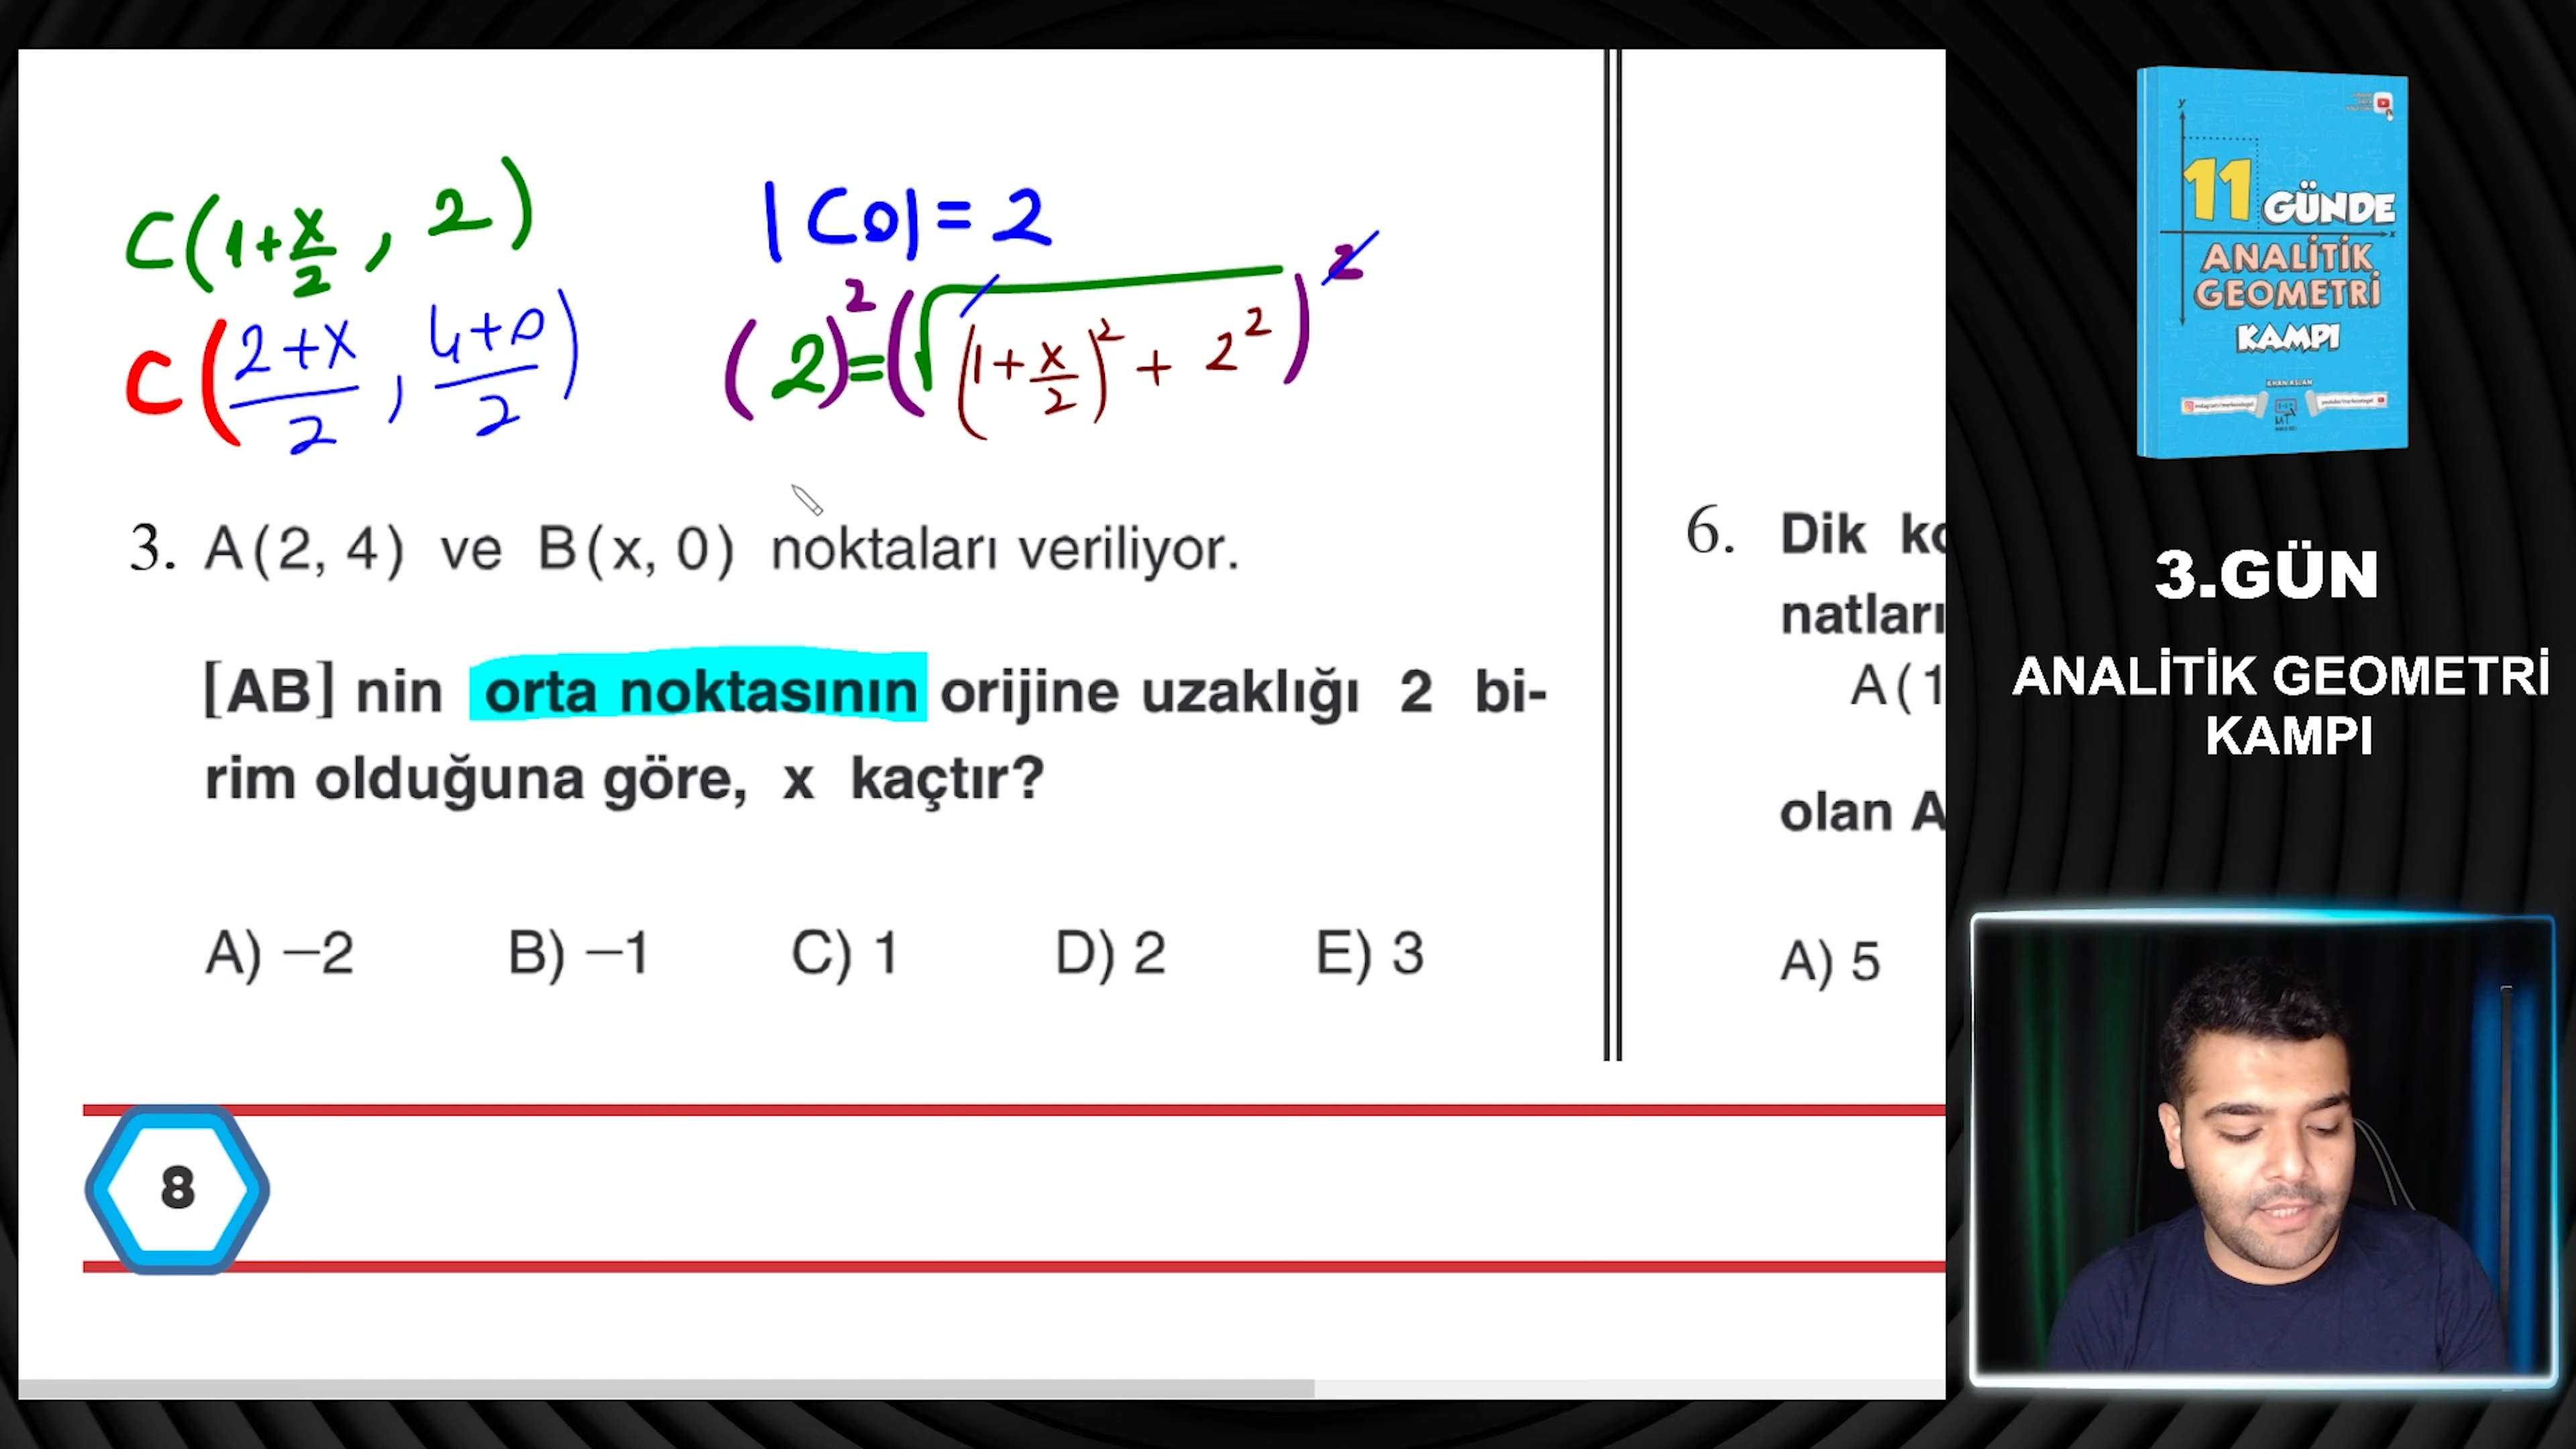 C(1+x/2, 2)
|CO|=2
C((2+x)/2, (4+0)/2)
(2)²=(√((1+x/2)²+2²))²
3. A(2, 4) ve B(x, 0) noktaları veriliyor.
[AB] nin orta noktasının orijine uzaklığı 2 bi-
rim olduğuna göre, x kaçtır?
A) –2 B) –1 C) 1 D) 2 E) 3
8
6. Dik ko
natları
A(1
olan A
A) 5
y
x
11 GÜNDE
ANALİTİK
GEOMETRİ
KAMPI
İLHAN ASLAN
3.GÜN
ANALİTİK GEOMETRİ
KAMPI